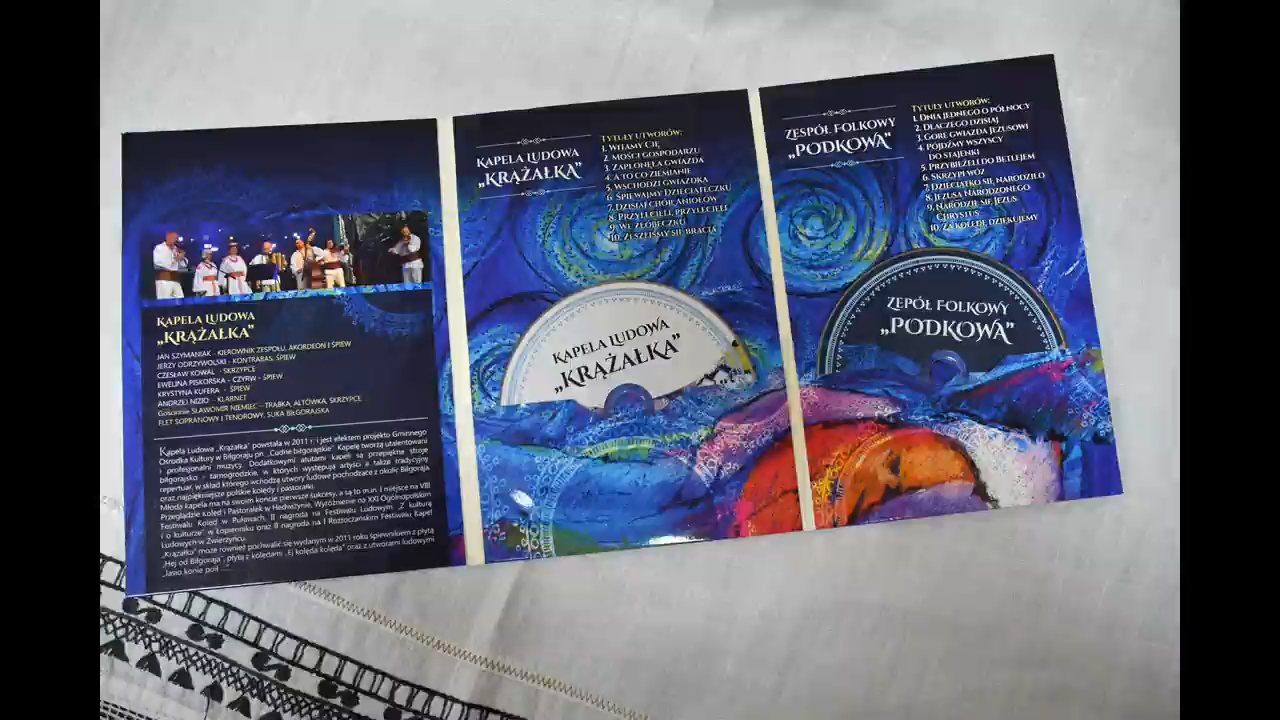 KAPELA LUDOWA
„KRĄŻAŁKA”
JAN SZYMANIAK - KIEROWNIK ZESPOŁU, AKORDEON I ŚPIEW
JERZY ODRZYWOLSKI - KONTRABAS, ŚPIEW
CZESŁAW KOWAL - SKRZYPCE
EWELINA PISKORSKA - CZYRW - ŚPIEW
KRYSTYNA KUFERA - ŚPIEW
ANDRZEJ NIZIO - KLARNET
Gościnnie SŁAWOMIR NIEMIEC – TRĄBKA, ALTÓWKA, SKRZYPCE
FLET SOPRANOWY I TENOROWY, SUKA BIŁGORAJSKA
Kapela Ludowa „Krążałka” powstała w 2011 r. i jest efektem projektu Gminnego
Ośrodka Kultury w Biłgoraju pn. „Cudne biłgorajskie” Kapelę tworzą utalentowani
i profesjonalni muzycy. Dodatkowymi atutami kapeli są przepiękne stroje
biłgorajsko - tarnogrodzkie, w których występują artyści a także tradycyjny
repertuar, w skład którego wchodzą utwory ludowe pochodzące z okolic Biłgoraja
oraz najpiękniejsze polskie kolędy i pastorałki.
Młoda kapela ma na swoim koncie pierwsze sukcesy, a są to m.in. I miejsce na VIII
Przeglądzie Kolęd i Pastorałek w Hedwiżynie, Wyróżnienie na XXI Ogólnopolskim
Festiwalu Kolęd w Puławach, II nagroda na Festiwalu Ludowym „Z kulturą
i o kulturze” w Łopienniku oraz II nagroda na I Roztoczańskim Festiwalu Kapel
Ludowych w Zwierzyńcu.
„Krążałka” może również pochwalić się wydanym w 2011 roku śpiewnikiem z płytą
„Hej od Biłgoraja”, płytą z kolędami „Ej kolęda kolęda” oraz z utworami ludowymi
„Jasio konie poił ...”
KAPELA LUDOWA
„KRĄŻAŁKA”
TYTUŁY UTWORÓW:
1. WITAMY CIĘ
2. MOŚCI GOSPODARZU
3. ZAPŁONĘŁA GWIAZDA
4. A TO CO ZIEMIANIE
5. WSCHODZI GWIAZDKA
6. ŚPIEWAJMY DZIECIĄTECZKU
7. DZISIAJ CHÓR ANIOŁÓW
8. PRZYLECIELI, PRZYLECIELI
9. WE ŻŁÓBECZKU
10. ZESZLIŚMY SIĘ BRACIA
KAPELA LUDOWA
„KRĄŻAŁKA”
ZESPÓŁ FOLKOWY
„PODKOWA”
TYTUŁY UTWORÓW:
1. DNIA JEDNEGO O PÓŁNOCY
2. DLACZEGO DZISIAJ
3. GORE GWIAZDA JEZUSOWI
4. PÓJDŹMY WSZYSCY
DO STAJENKI
5. PRZYBIEŻELI DO BETLEJEM
6. SKRZYPI WÓZ
7. DZIECIĄTKO SIĘ NARODZIŁO
8. JEZUSA NARODZONEGO
9. NARODZIŁ SIĘ JEZUS
CHRYSTUS
10. ZA KOLĘDĘ DZIĘKUJEMY
ZEPÓŁ FOLKOWY
„PODKOWA”